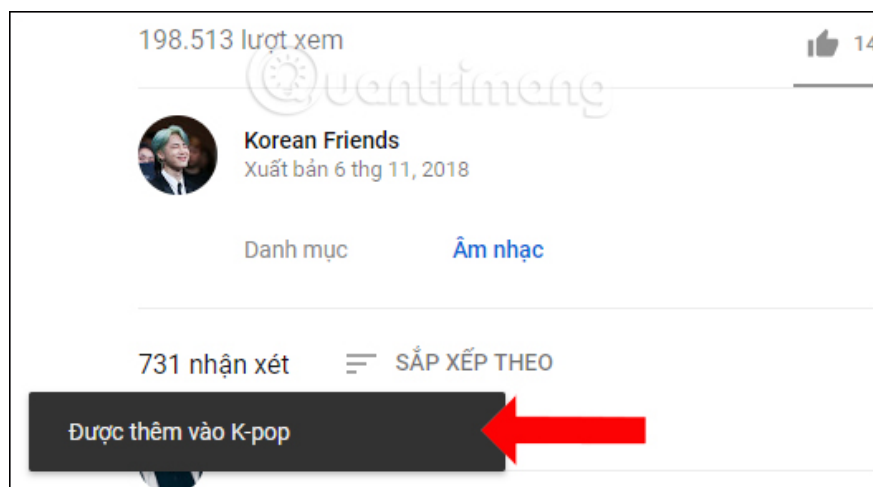 198.513 lượt xem
14
Quantrimang
Korean Friends
Xuất bản 6 thg 11, 2018
Danh mục
Âm nhạc
731 nhận xét
SẮP XẾP THEO
Được thêm vào K-pop